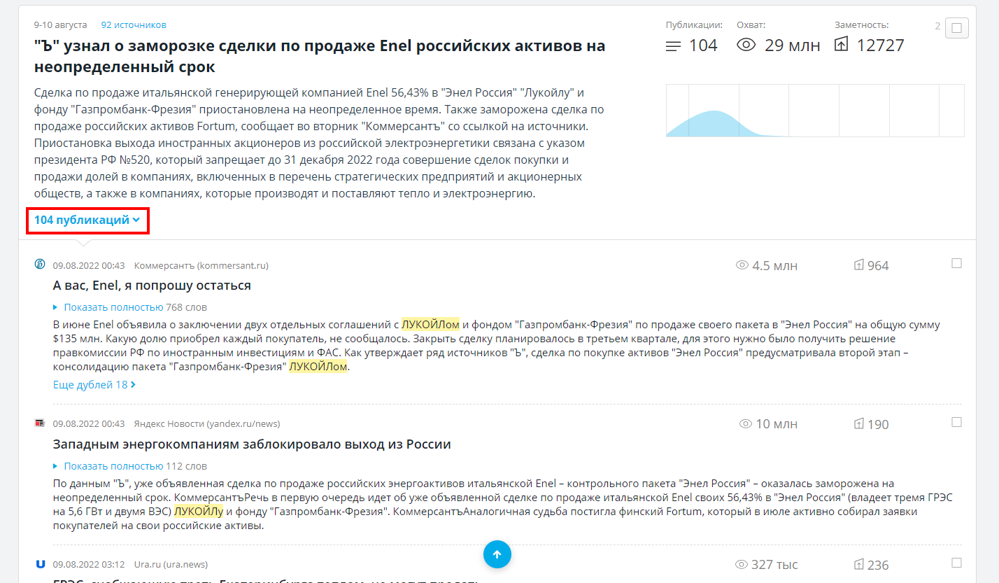 9-10 августа 92 источников
Публикации: Охват: Заметность: 2
104 29 млн 12727
"Ъ" узнал о заморозке сделки по продаже Enel российских активов на
неопределенный срок
Сделка по продаже итальянской генерирующей компанией Enel 56,43% в "Энел Россия" "Лукойлу" и
фонду "Газпромбанк-Фрезия" приостановлена на неопределенное время. Также заморожена сделка по
продаже российских активов Fortum, сообщает во вторник "Коммерсантъ" со ссылкой на источники.
Приостановка выхода иностранных акционеров из российской электроэнергетики связана с указом
президента РФ №520, который запрещает до 31 декабря 2022 года совершение сделок покупки и
продажи долей в компаниях, включенных в перечень стратегических предприятий и акционерных
обществ, а также в компаниях, которые производят и поставляют тепло и электроэнергию.
104 публикаций
09.08.2022 00:43 Коммерсантъ (kommersant.ru) 4.5 млн 964
А вас, Enel, я попрошу остаться
Показать полностью 768 слов
В июне Enel объявила о заключении двух отдельных соглашений с ЛУКОЙЛом и фондом "Газпромбанк-Фрезия" по продаже своего пакета в "Энел Россия" на общую сумму
$135 млн. Какую долю приобрел каждый покупатель, не сообщалось. Закрыть сделку планировалось в третьем квартале, для этого нужно было получить решение
правкомиссии РФ по иностранным инвестициям и ФАС. Как утверждает ряд источников "Ъ", сделка по покупке активов "Энел Россия" предусматривала второй этап –
консолидацию пакета "Газпромбанк-Фрезия" ЛУКОЙЛом.
Еще дублей 18
09.08.2022 00:43 Яндекс Новости (yandex.ru/news) 10 млн 190
Западным энергокомпаниям заблокировало выход из России
Показать полностью 112 слов
По данным "Ъ", уже объявленная сделка по продаже российских энергоактивов итальянской Enel – контрольного пакета "Энел Россия" – оказалась заморожена на
неопределенный срок. КоммерсантъРечь в первую очередь идет об уже объявленной сделке по продаже итальянской Enel своих 56,43% в "Энел Россия" (владеет тремя ГРЭС
на 5,6 ГВт и двумя ВЭС) ЛУКОЙЛу и фонду "Газпромбанк-Фрезия". КоммерсантъАналогичная судьба постигла финский Fortum, который в июле активно собирал заявки
покупателей на свои российские активы.
09.08.2022 03:12 Ura.ru (ura.news) 327 тыс 236
ГРЭС, снабжающую треть Екатеринбурга теплом, не могут продать